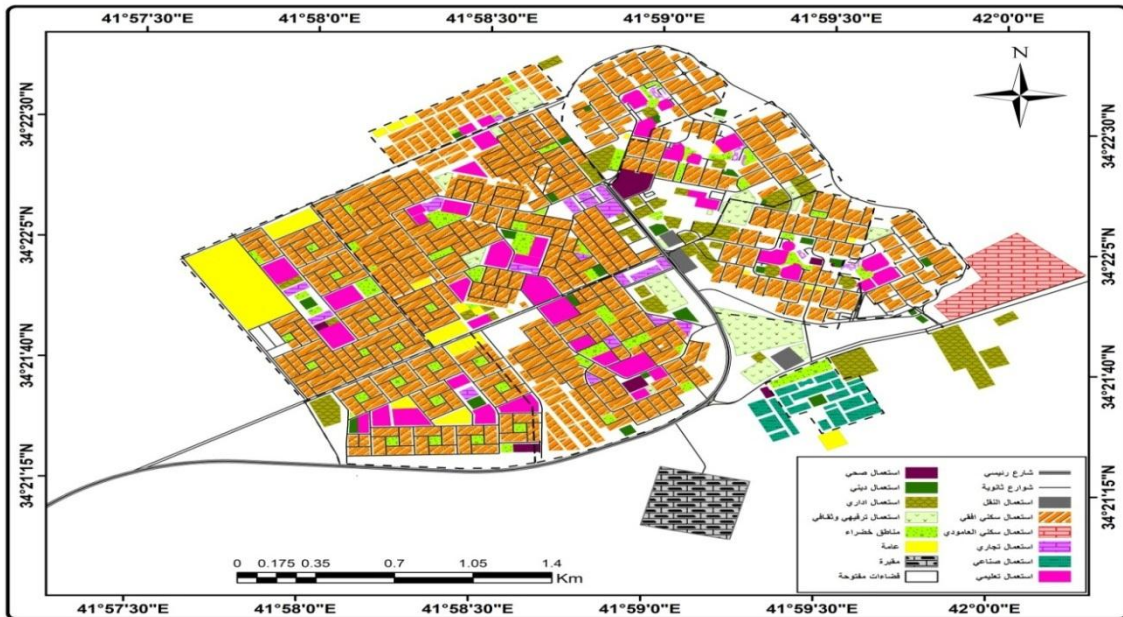 41°57'30"E 41°58'0"E 41°58'30"E 41°59'0"E 41°59'30"E 42°0'0"E
34°22'30"N
34°22'5"N
34°21'40"N
34°21'15"N
N
34°22'30"N
34°22'5"N
34°21'40"N
34°21'15"N
شارع رئيسي استعمال صحي
شوارع ثانوية استعمال ديني
استعمال النقل استعمال اداري
استعمال سكني افقي استعمال ترفيهي وثقافي
استعمال سكني العامودي مناطق خضراء
استعمال تجاري عامة
استعمال صناعي مقبرة
استعمال تعليمي فضاءات مفتوحة
0 0.175 0.35 0.7 1.05 1.4
Km
41°57'30"E 41°58'0"E 41°58'30"E 41°59'0"E 41°59'30"E 42°0'0"E